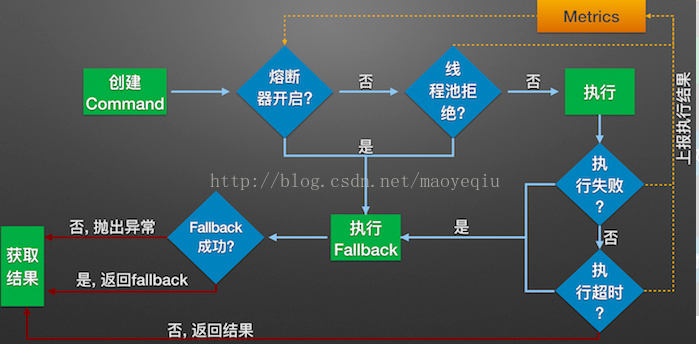 Metrics
创建
Command
熔断
器开启?
否
线
程池拒
绝?
否
执行
上报执行结果
是
http://blog.csdn.net/maoyeqiu
执
行失败
?
否, 抛出异常
Fallback
成功?
执行
Fallback
是
否
获取
结果
是, 返回fallback
执
行超时
?
否, 返回结果